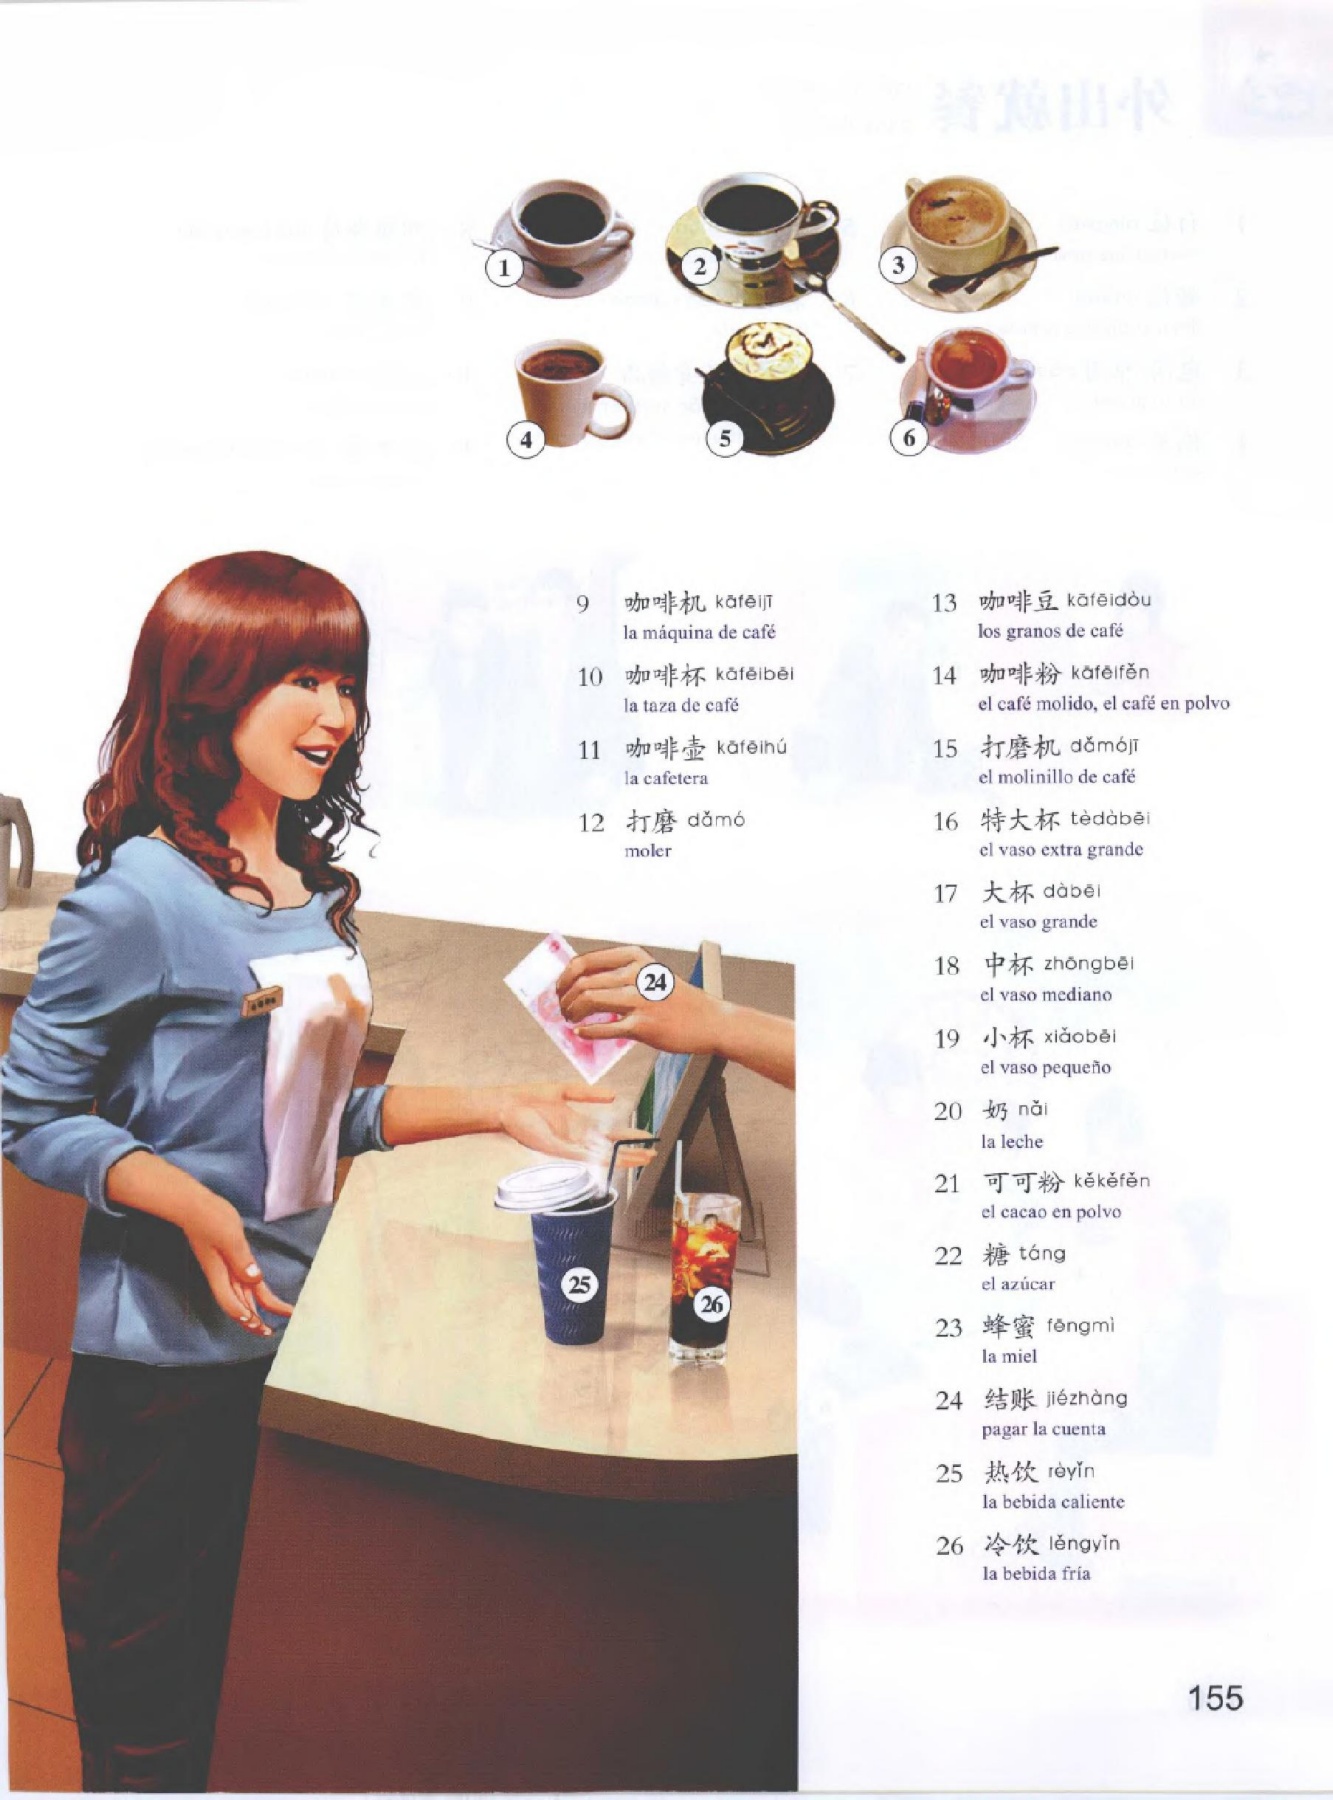 1
2
3
4
5
6
9 咖啡机 kāfēijī
la máquina de café
10 咖啡杯 kāfēibēi
la taza de café
11 咖啡壶 kāfēihú
la cafetera
12 打磨 dǎmó
moler
13 咖啡豆 kāfēidòu
los granos de café
14 咖啡粉 kāfēifěn
el café molido, el café en polvo
15 打磨机 dǎmójī
el molinillo de café
16 特大杯 tèdàbēi
el vaso extra grande
17 大杯 dàbēi
el vaso grande
18 中杯 zhōngbēi
el vaso mediano
19 小杯 xiǎobēi
el vaso pequeño
20 奶 nǎi
la leche
21 可可粉 kěkěfěn
el cacao en polvo
22 糖 táng
el azúcar
23 蜂蜜 fēngmì
la miel
24 结账 jiézhàng
pagar la cuenta
25 热饮 rèyǐn
la bebida caliente
26 冷饮 lěngyǐn
la bebida fría
24
25
26
155